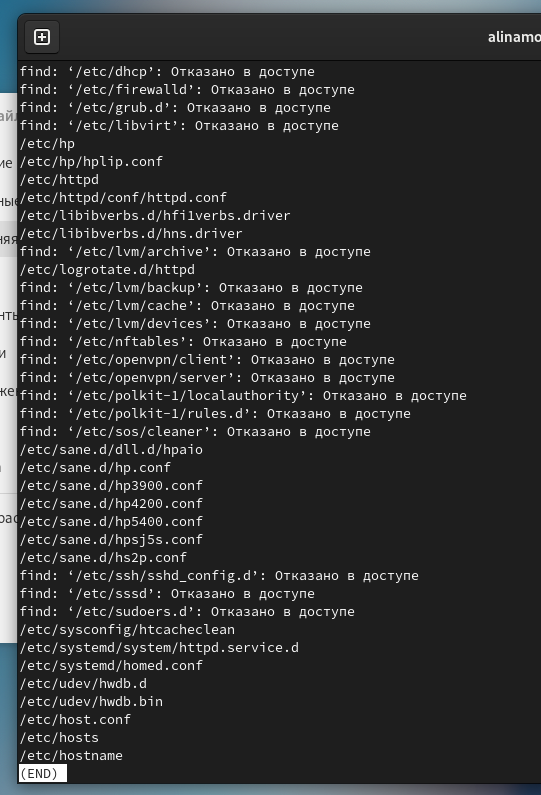 alinamo
find: ‘/etc/dhcp’: Отказано в доступе
find: ‘/etc/firewalld’: Отказано в доступе
find: ‘/etc/grub.d’: Отказано в доступе
find: ‘/etc/libvirt’: Отказано в доступе
/etc/hp
/etc/hp/hplip.conf
/etc/httpd
/etc/httpd/conf/httpd.conf
/etc/libibverbs.d/hfi1verbs.driver
/etc/libibverbs.d/hns.driver
find: ‘/etc/lvm/archive’: Отказано в доступе
/etc/logrotate.d/httpd
find: ‘/etc/lvm/backup’: Отказано в доступе
find: ‘/etc/lvm/cache’: Отказано в доступе
find: ‘/etc/lvm/devices’: Отказано в доступе
find: ‘/etc/nftables’: Отказано в доступе
find: ‘/etc/openvpn/client’: Отказано в доступе
find: ‘/etc/openvpn/server’: Отказано в доступе
find: ‘/etc/polkit-1/localauthority’: Отказано в доступе
find: ‘/etc/polkit-1/rules.d’: Отказано в доступе
find: ‘/etc/sos/cleaner’: Отказано в доступе
/etc/sane.d/dll.d/hpaio
/etc/sane.d/hp.conf
/etc/sane.d/hp3900.conf
/etc/sane.d/hp4200.conf
/etc/sane.d/hp5400.conf
/etc/sane.d/hpsj5s.conf
/etc/sane.d/hs2p.conf
find: ‘/etc/ssh/sshd_config.d’: Отказано в доступе
find: ‘/etc/sssd’: Отказано в доступе
find: ‘/etc/sudoers.d’: Отказано в доступе
/etc/sysconfig/htcacheclean
/etc/systemd/system/httpd.service.d
/etc/systemd/homed.conf
/etc/udev/hwdb.d
/etc/udev/hwdb.bin
/etc/host.conf
/etc/hosts
/etc/hostname
(END)